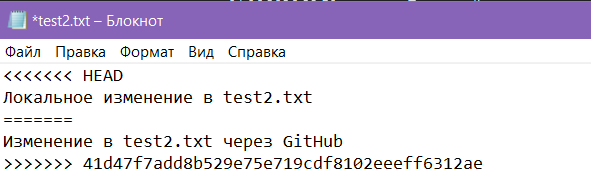 *test2.txt – Блокнот
Файл Правка Формат Вид Справка
<<<<<<< HEAD
Локальное изменение в test2.txt
=======
Изменение в test2.txt через GitHub
>>>>>>> 41d47f7add8b529e75e719cdf8102eeeff6312ae